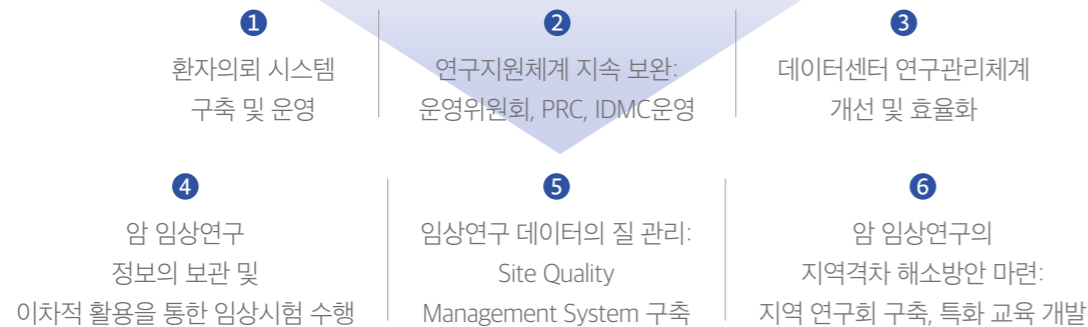 1
환자의뢰 시스템
구축 및 운영
2
연구지원체계 지속 보완:
운영위원회, PRC, IDMC운영
3
데이터센터 연구관리체계
개선 및 효율화
4
암 임상연구
정보의 보관 및
이차적 활용을 통한 임상시험 수행
5
임상연구 데이터의 질 관리:
Site Quality
Management System 구축
6
암 임상연구의
지역격차 해소방안 마련:
지역 연구회 구축, 특화 교육 개발